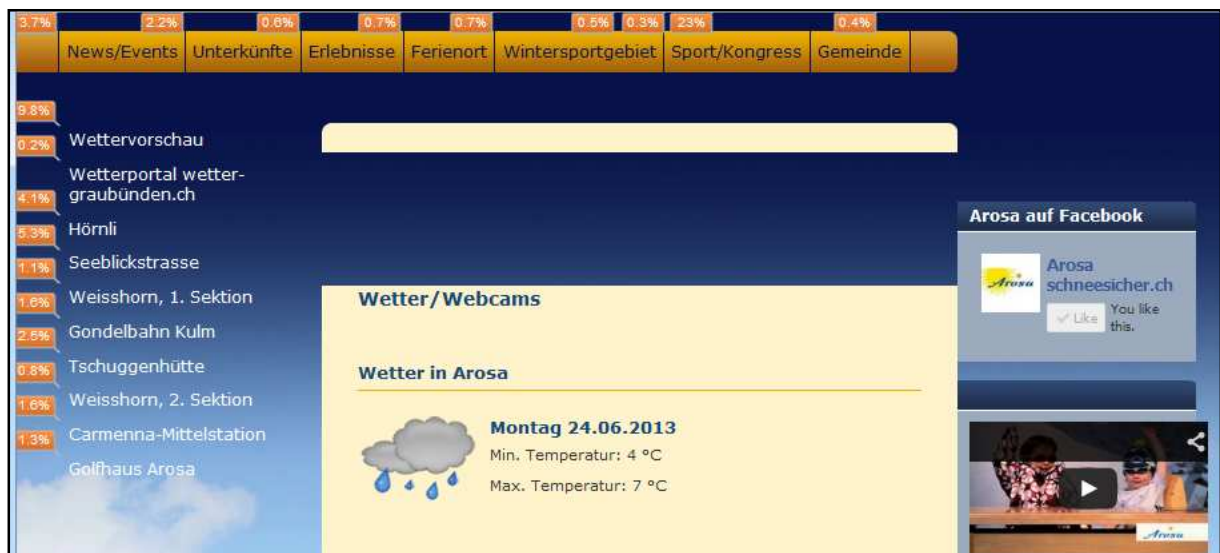 3.7% 2.2% 0.6% 0.7% 0.7% 0.5% 0.3% 23% 0.4%
News/Events Unterkünfte Erlebnisse Ferienort Wintersportgebiet Sport/Kongress Gemeinde
9.8%
0.2% Wettervorschau
Wetterportal wetter-
4.1% graubünden.ch
5.3% Hörnli
1.1% Seeblickstrasse
1.6% Weisshorn, 1. Sektion
2.5% Gondelbahn Kulm
0.8% Tschuggenhütte
1.6% Weisshorn, 2. Sektion
1.3% Carmenna-Mittelstation
Golfhaus Arosa
Wetter/Webcams
Wetter in Arosa
Montag 24.06.2013
Min. Temperatur: 4 °C
Max. Temperatur: 7 °C
Arosa auf Facebook
Arosa
Arosa
schneesicher.ch
Like
You like
this.
Arosa